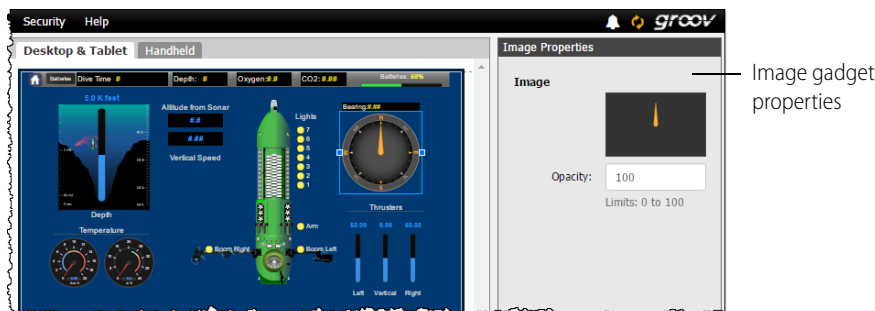 Security Help
groov
Desktop & Tablet Handheld
Image Properties
Batteries Dive Time # Depth: # Oxygen:#.# CO2: #.## Batteries: 60%
Image
Image gadget
properties
5.0 K feet
Altitude from Sonar
#.#
#.##
Vertical Speed
Lights
7
6
5
4
3
2
1
Bearing#.##
N
Opacity: 100
Limits: 0 to 100
Depth
Temperature
Arm
Boom Right
Boom Left
Thrusters
60.00 0.00 60.00
Left Vertical Right